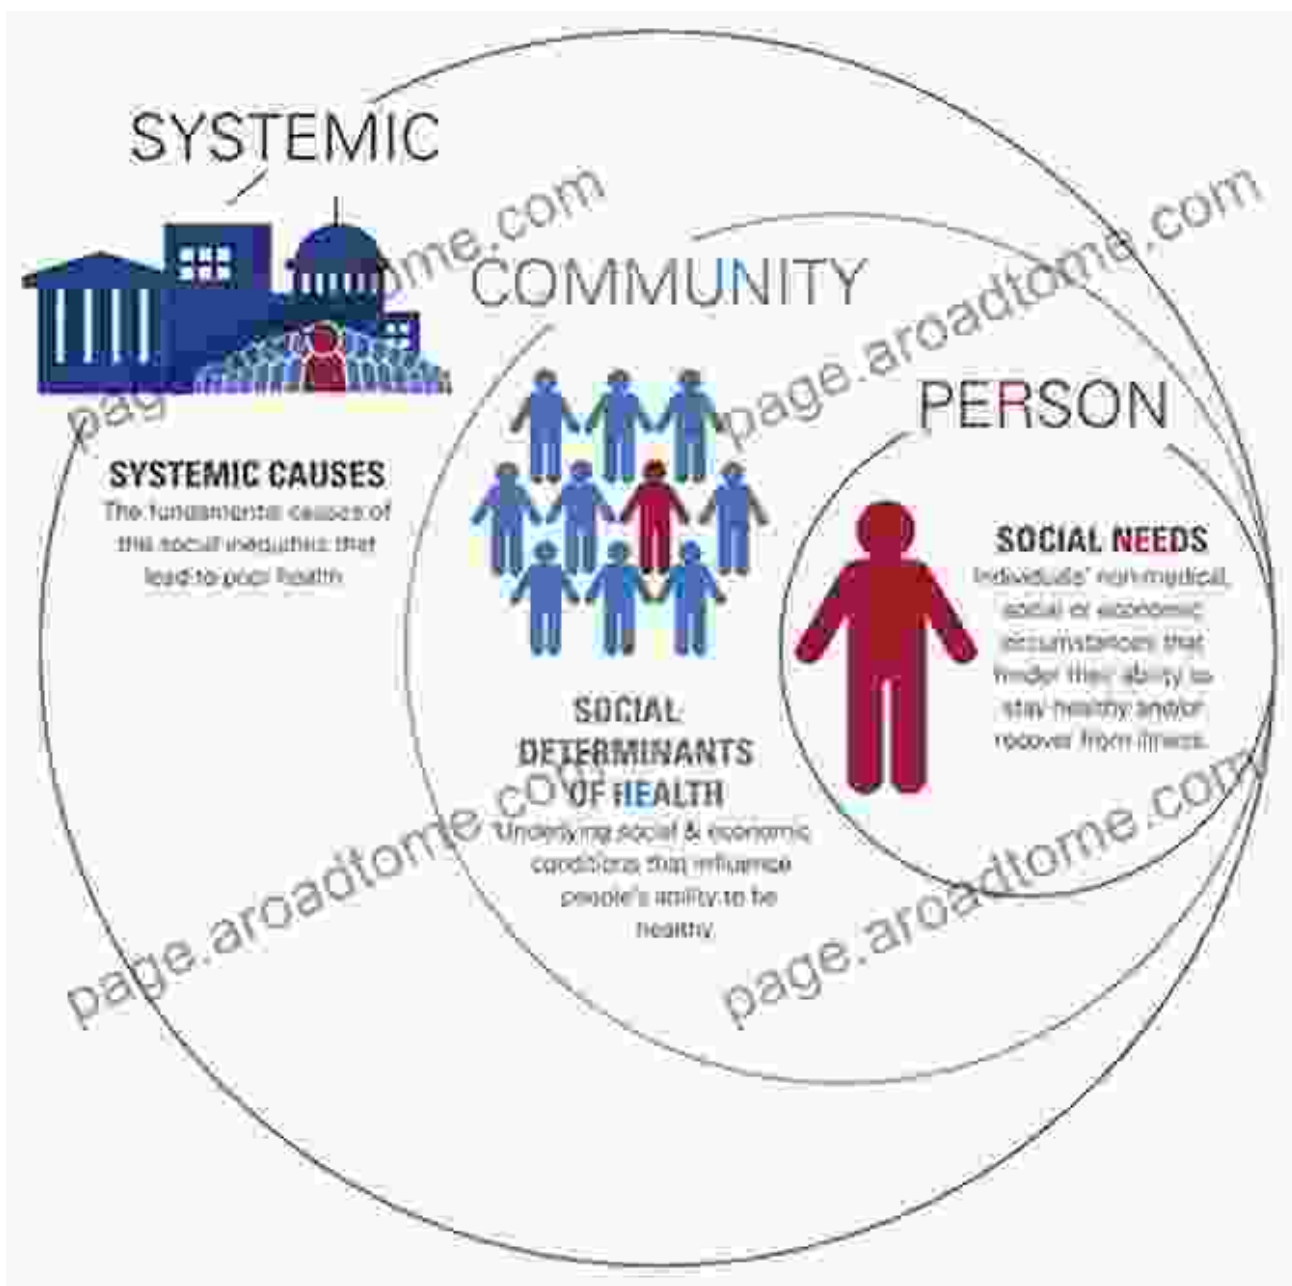 SYSTEMIC
COMMUNITY
PERSON
SYSTEMIC CAUSES
The fundamental causes of
the social inequities that
lead to poor health
SOCIAL
DETERMINANTS
OF HEALTH
Underlying social & economic
conditions that influence
people's ability to be
healthy
SOCIAL NEEDS
Individuals' non-medical,
social or economic
circumstances that
hinder their ability to
stay healthy and/or
recover from illness.
page.aroadtome.com
page.aroadtome.com
page.aroadtome.com
page.aroadtome.com